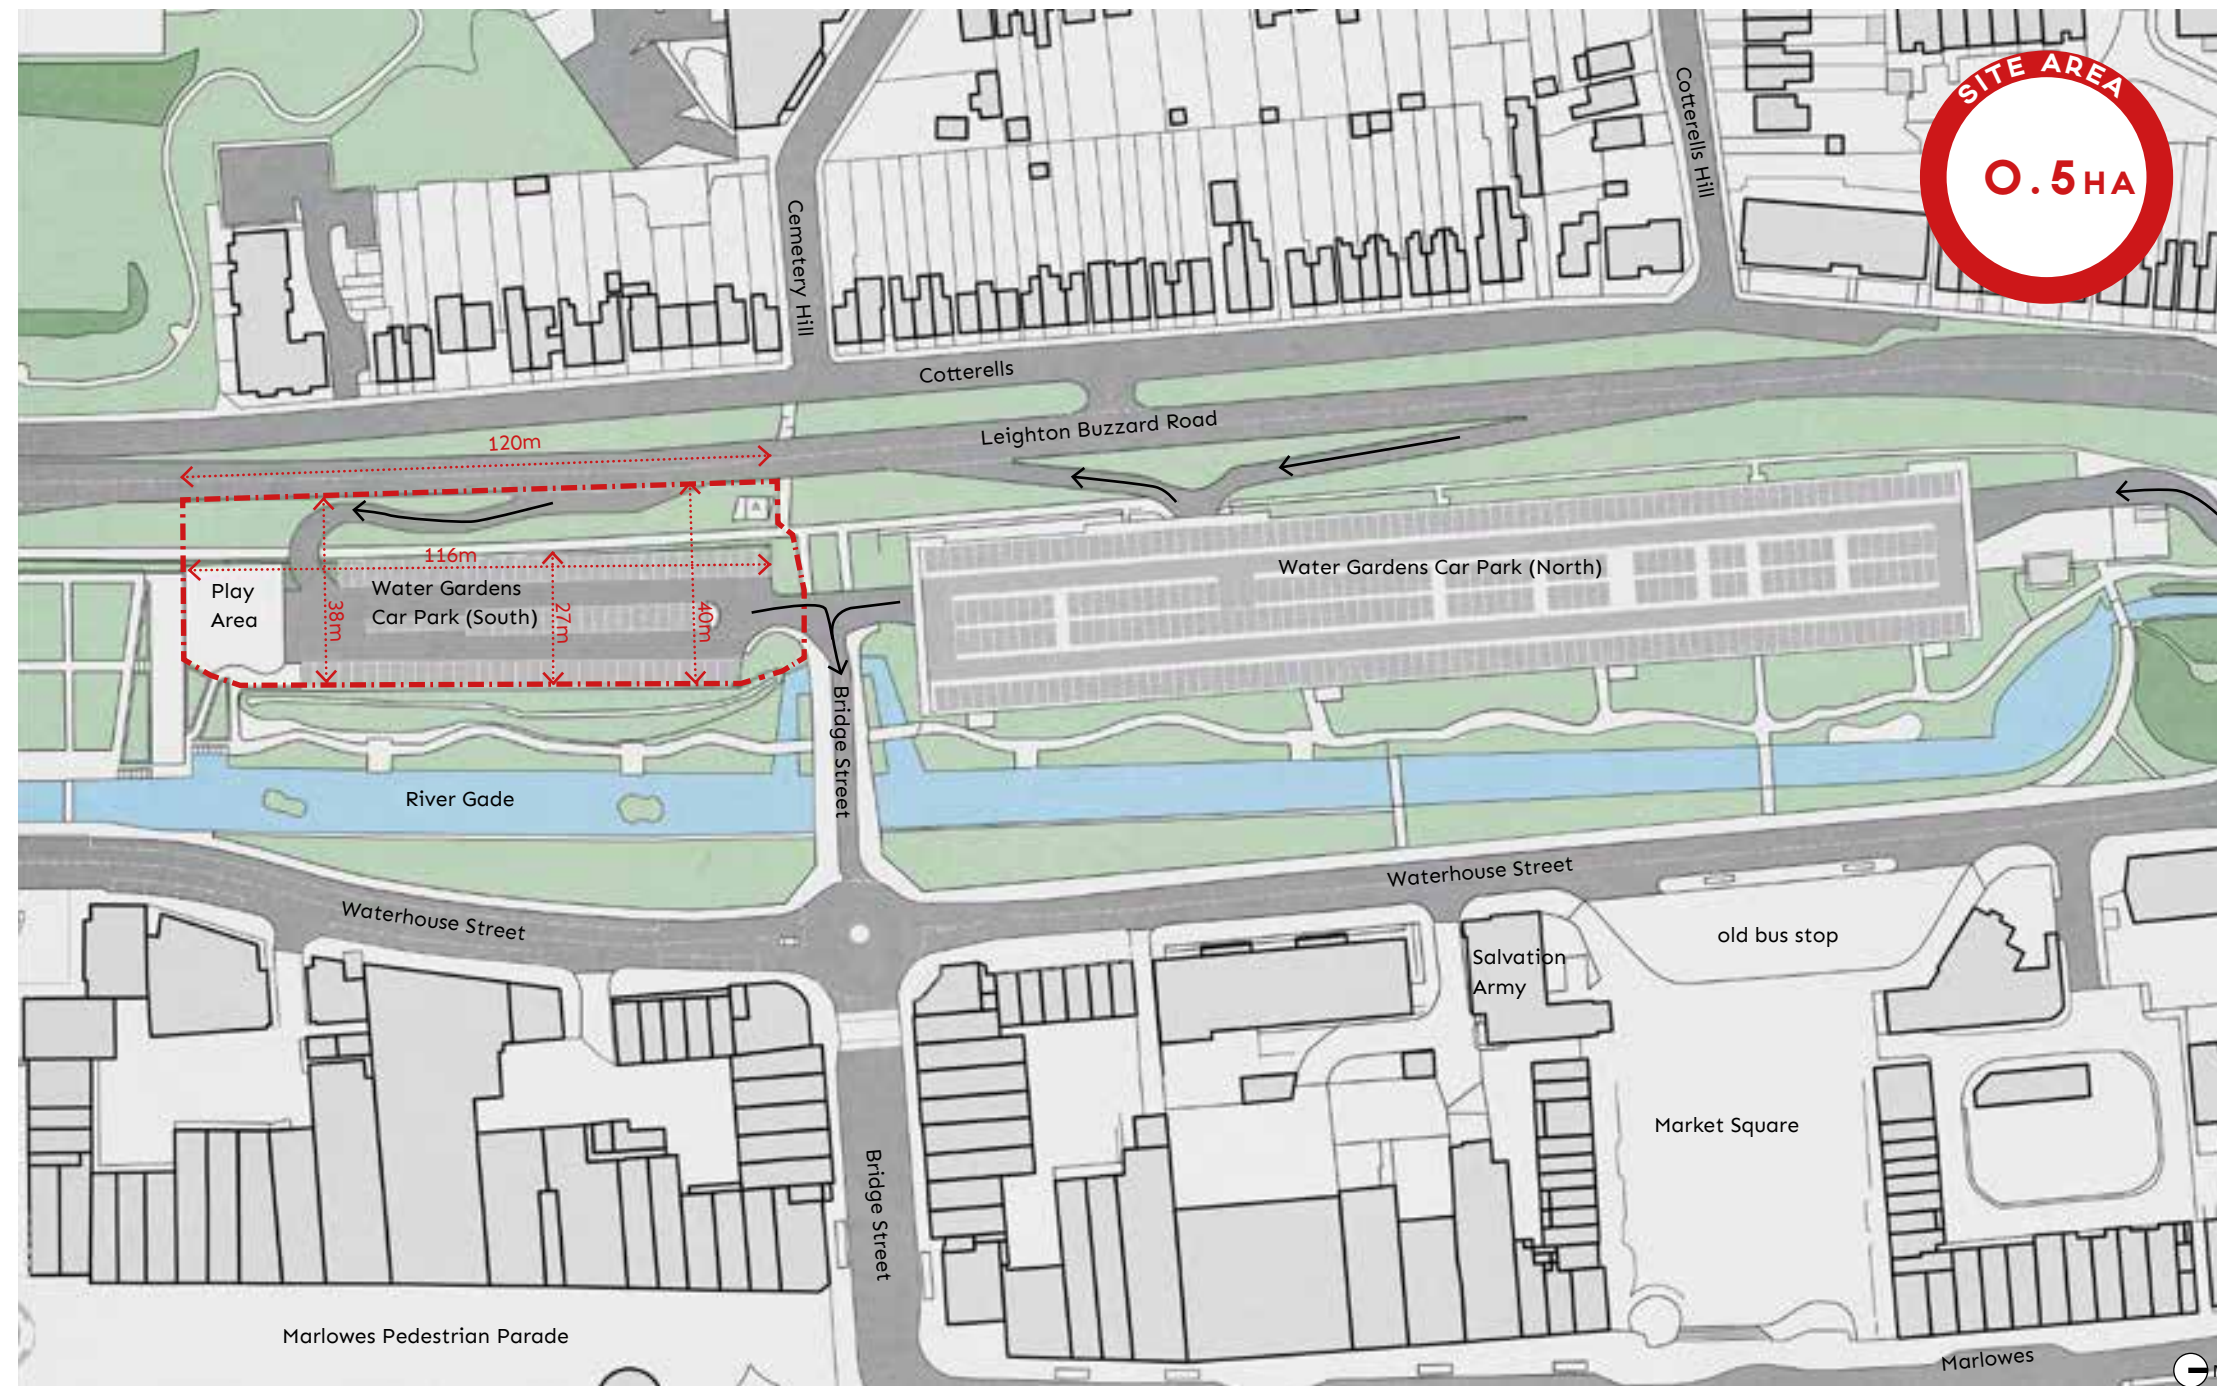 SITE AREA
0.5HA
Cotterells Hill
Cemetery Hill
Cotterells
Leighton Buzzard Road
120m
116m
Water Gardens Car Park (North)
Play
Area
Water Gardens
Car Park (South)
38m
27m
40m
Bridge Street
River Gade
Waterhouse Street
Waterhouse Street
old bus stop
Salvation
Army
Market Square
Bridge Street
Marlowes Pedestrian Parade
Marlowes